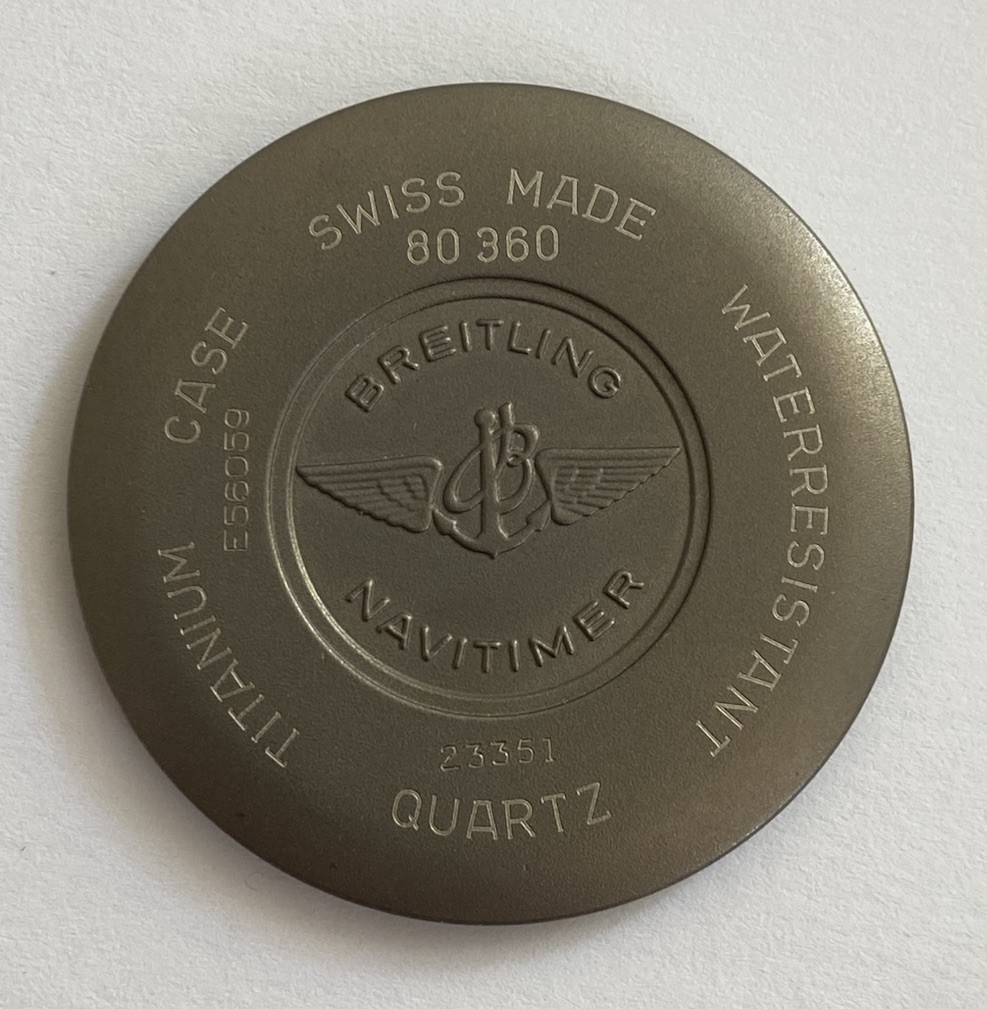 SWISS MADE
80 360
WATERRESISTANT
TITANIUM CASE
E56059
BREITLING
NAVITIMER
23351
QUARTZ